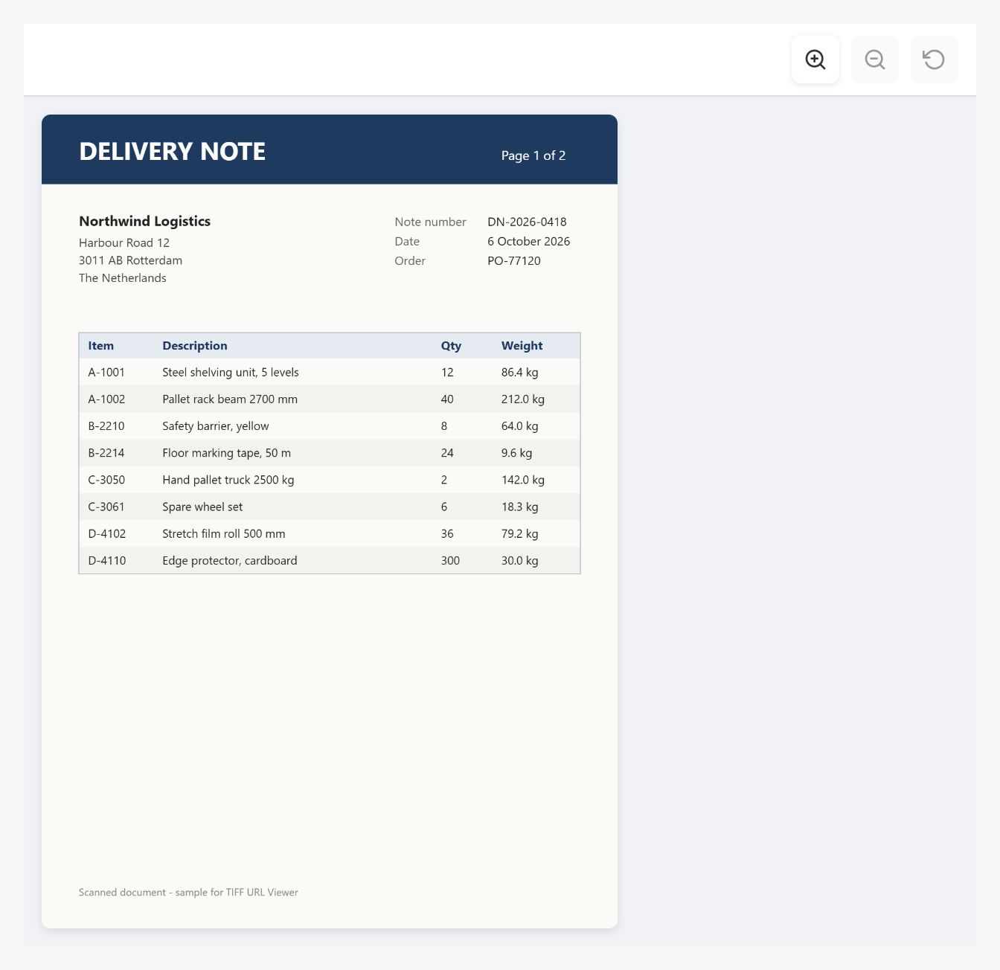 DELIVERY NOTE
Page 1 of 2
Northwind Logistics
Harbour Road 12
3011 AB Rotterdam
The Netherlands
Note number DN-2026-0418
Date 6 October 2026
Order PO-77120
Item Description Qty Weight
A-1001 Steel shelving unit, 5 levels 12 86.4 kg
A-1002 Pallet rack beam 2700 mm 40 212.0 kg
B-2210 Safety barrier, yellow 8 64.0 kg
B-2214 Floor marking tape, 50 m 24 9.6 kg
C-3050 Hand pallet truck 2500 kg 2 142.0 kg
C-3061 Spare wheel set 6 18.3 kg
D-4102 Stretch film roll 500 mm 36 79.2 kg
D-4110 Edge protector, cardboard 300 30.0 kg
Scanned document - sample for TIFF URL Viewer